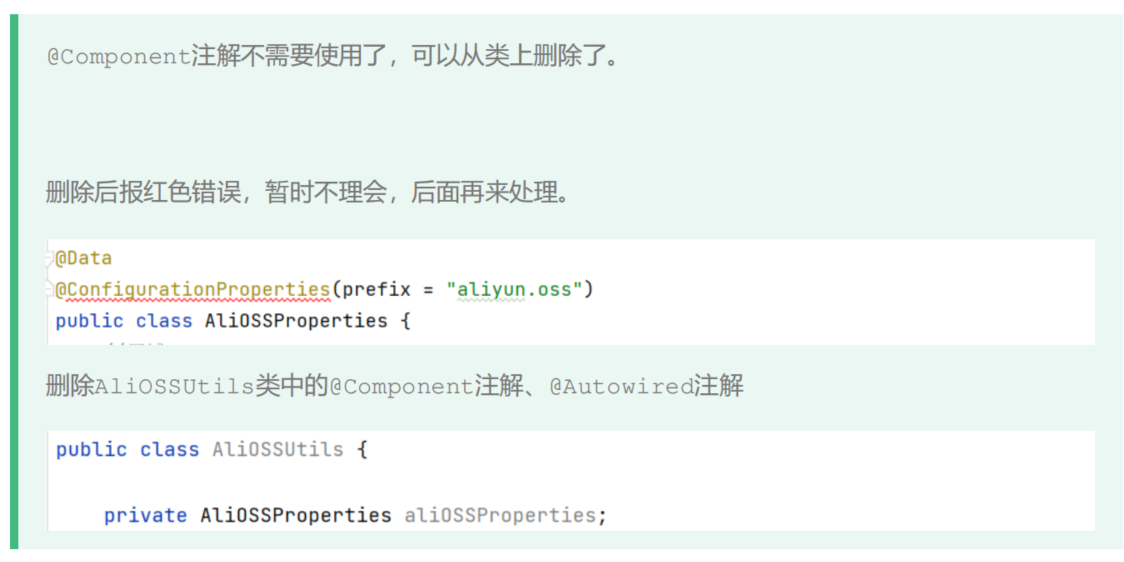 @Component注解不需要使用了，可以从类上删除了。
删除后报红色错误，暂时不理会，后面再来处理。
@Data
@ConfigurationProperties(prefix = "aliyun.oss")
public class AliOSSProperties {
删除AliOSSUtils类中的@Component注解、@Autowired注解
public class AliOSSUtils {
private AliOSSProperties aliOSSProperties;